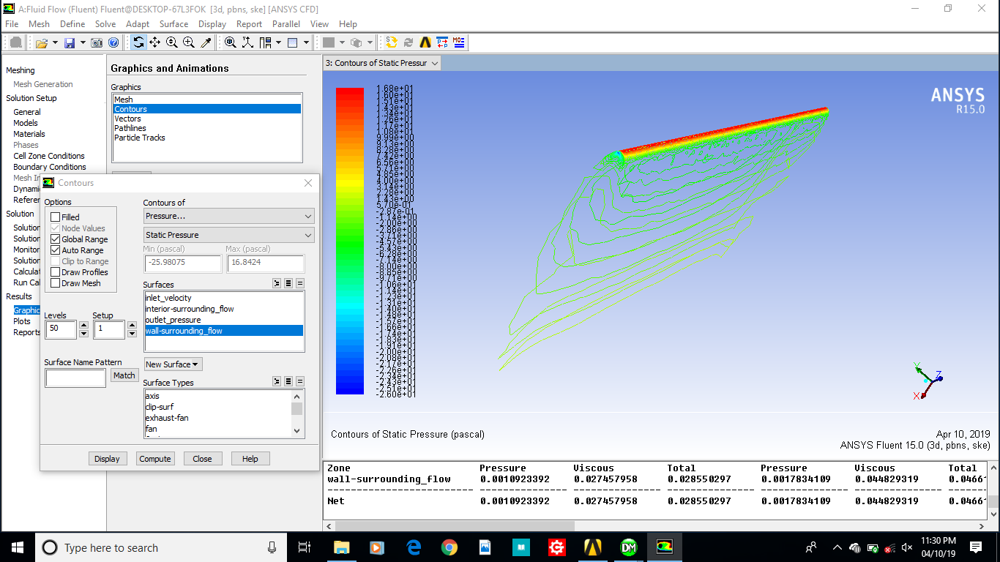 A:Fluid Flow (Fluent) Fluent@DESKTOP-67L3FOK [3d, pbns, ske] [ANSYS CFD]
File Mesh Define Solve Adapt Surface Display Report Parallel View Help
Meshing
Mesh Generation
Solution Setup
General
Models
Materials
Phases
Cell Zone Conditions
Boundary Conditions
Mesh In
Dynami
Referen
Solution
Solution
Solution
Monitor
Solution
Calculat
Run Cal
Results
Graphic
Plots
Reports
Graphics and Animations
Graphics
Mesh
Contours
Vectors
Pathlines
Particle Tracks
Contours
Options
Filled
Node Values
Global Range
Auto Range
Clip to Range
Draw Profiles
Draw Mesh
Levels Setup
50 1
Surface Name Pattern
Match
Contours of
Pressure...
Static Pressure
Min (pascal) Max (pascal)
-25.98075 16.8424
Surfaces
inlet_velocity
interior-surrounding_flow
outlet_pressure
wall-surrounding_flow
New Surface
Surface Types
axis
clip-surf
exhaust-fan
fan
Display Compute Close Help
3: Contours of Static Pressur
1.68e+01
1.60e+01
1.51e+01
1.43e+01
1.34e+01
1.26e+01
1.17e+01
1.08e+01
9.99e+00
9.13e+00
8.28e+00
7.42e+00
6.56e+00
5.71e+00
4.85e+00
4.00e+00
3.14e+00
2.28e+00
1.43e+00
5.70e-01
-2.87e-01
-1.14e+00
-2.00e+00
-2.86e+00
-3.71e+00
-4.57e+00
-5.43e+00
-6.28e+00
-7.14e+00
-8.00e+00
-8.85e+00
-9.71e+00
-1.06e+01
-1.14e+01
-1.23e+01
-1.31e+01
-1.40e+01
-1.48e+01
-1.57e+01
-1.66e+01
-1.74e+01
-1.83e+01
-1.91e+01
-2.00e+01
-2.08e+01
-2.17e+01
-2.26e+01
-2.34e+01
-2.43e+01
-2.51e+01
-2.60e+01
ANSYS
R15.0
Y
Z
X
Contours of Static Pressure (pascal)
Apr 10, 2019
ANSYS Fluent 15.0 (3d, pbns, ske)
Zone Pressure Viscous Total Pressure Viscous Total
wall-surrounding_flow 0.0010923392 0.027457958 0.028550297 0.0017834109 0.044829319 0.0466
Net 0.0010923392 0.027457958 0.028550297 0.0017834109 0.044829319 0.0466
Type here to search
DM
11:30 PM
04/10/19